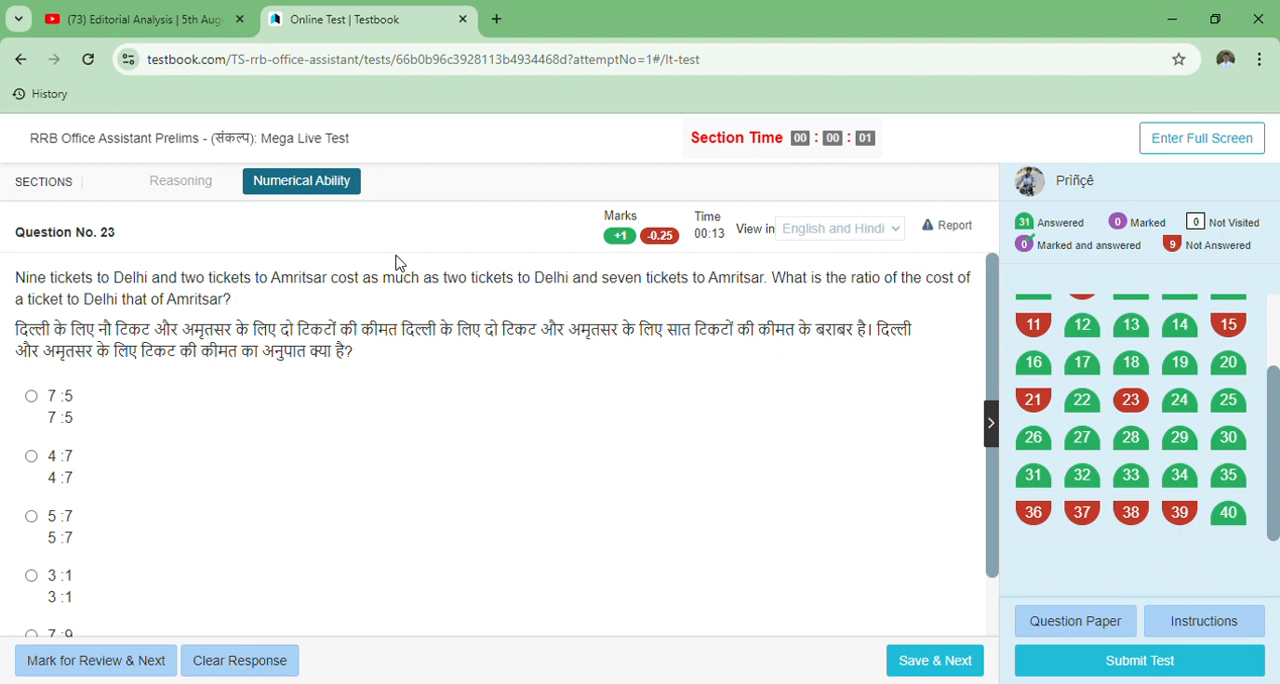 (73) Editorial Analysis | 5th Aug
Online Test | Testbook
testbook.com/TS-rrb-office-assistant/tests/66b0b96c3928113b4934468d?attemptNo=1#/lt-test
History
RRB Office Assistant Prelims - (संकल्प): Mega Live Test
Section Time 00 : 00 : 01
Enter Full Screen
SECTIONS
Reasoning
Numerical Ability
Prìñçê
Question No. 23
Marks
+1 -0.25
Time
00:13
View in English and Hindi
Report
31 Answered 0 Marked 0 Not Visited
0 Marked and answered 9 Not Answered
Nine tickets to Delhi and two tickets to Amritsar cost as much as two tickets to Delhi and seven tickets to Amritsar. What is the ratio of the cost of
a ticket to Delhi that of Amritsar?
दिल्ली के लिए नौ टिकट और अमृतसर के लिए दो टिकटों की कीमत दिल्ली के लिए दो टिकट और अमृतसर के लिए सात टिकटों की कीमत के बराबर है। दिल्ली
और अमृतसर के लिए टिकट की कीमत का अनुपात क्या है?
7 :5
7 :5
4 :7
4 :7
5 :7
5 :7
3 :1
3 :1
7 :9
11 12 13 14 15
16 17 18 19 20
21 22 23 24 25
26 27 28 29 30
31 32 33 34 35
36 37 38 39 40
Mark for Review & Next
Clear Response
Save & Next
Question Paper
Instructions
Submit Test